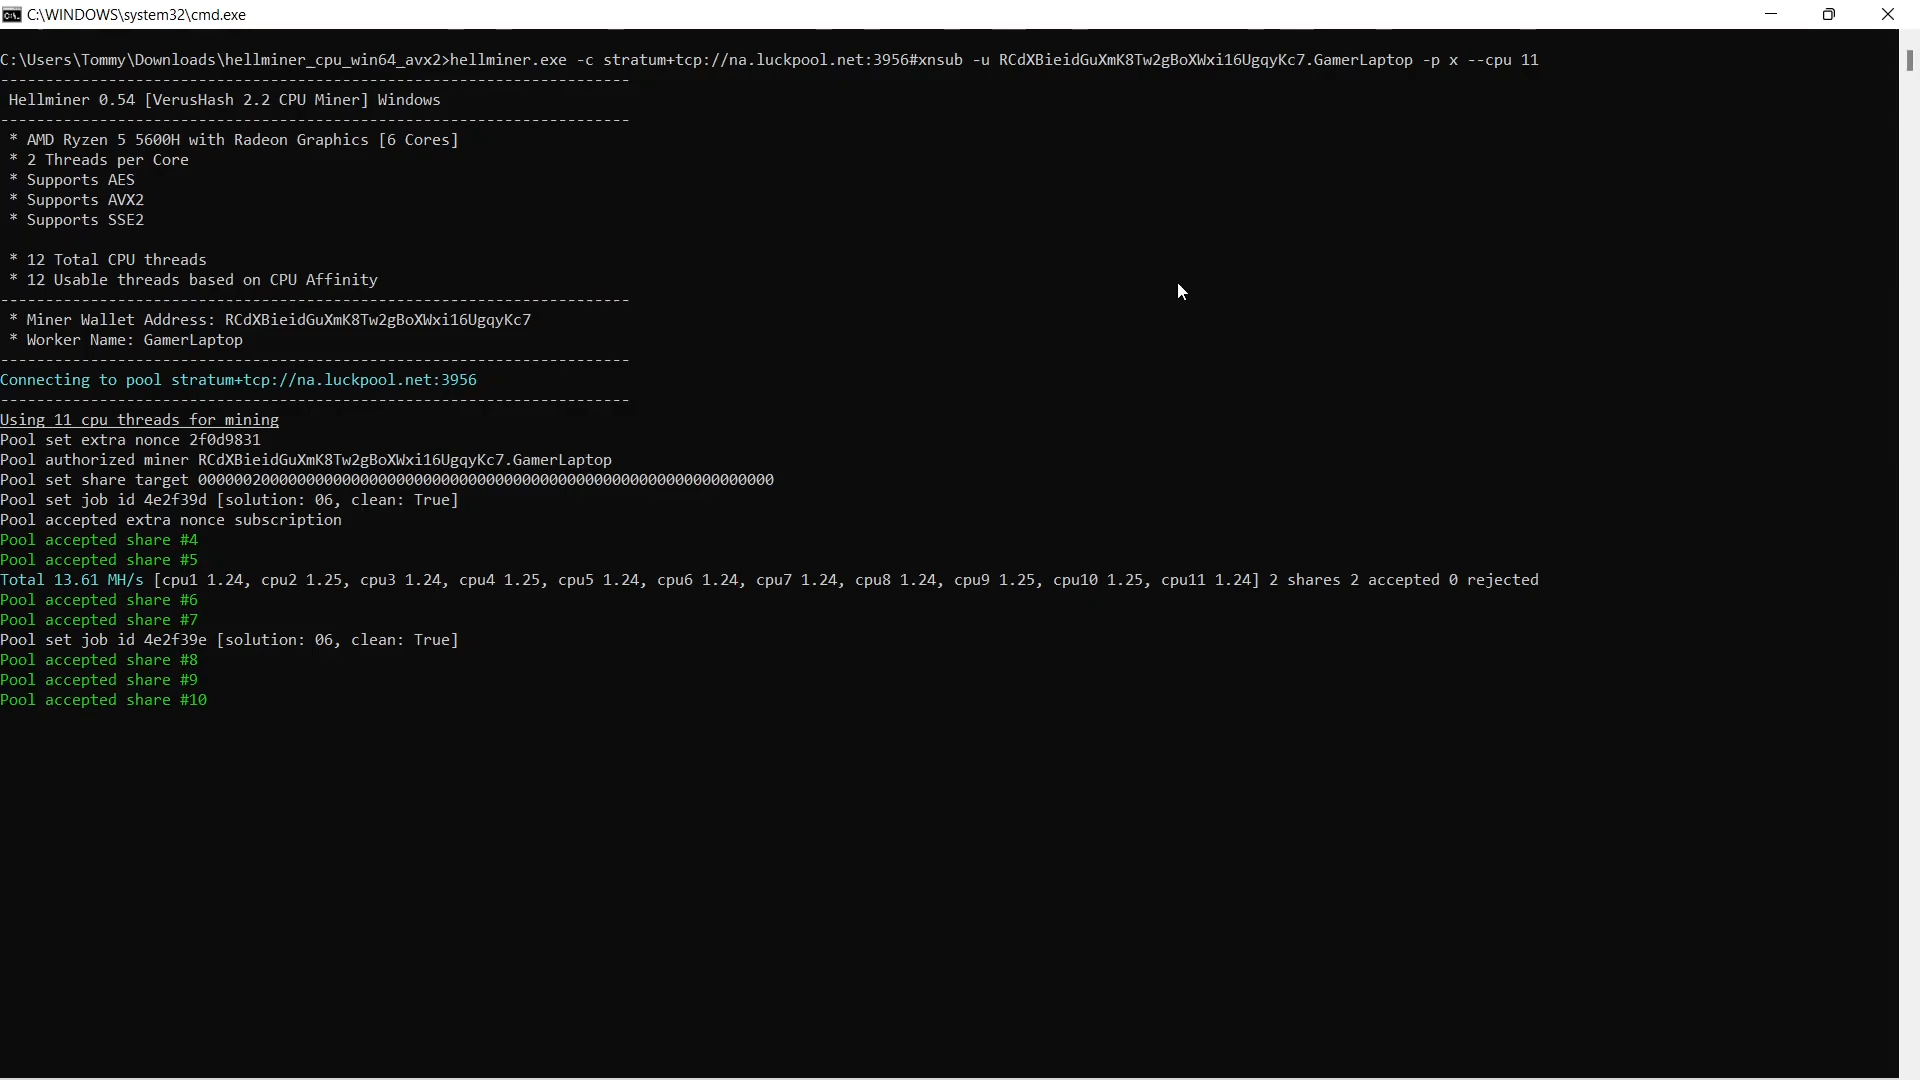 C:\WINDOWS\system32\cmd.exe
C:\Users\Tommy\Downloads\hellminer_cpu_win64_avx2>hellminer.exe -c stratum+tcp://na.luckpool.net:3956#xnsub -u RCdXBieidGuXmK8Tw2gBoXWxi16UgqyKc7.GamerLaptop -p x --cpu 11
----------------------------------------------------------------------
Hellminer 0.54 [VerusHash 2.2 CPU Miner] Windows
----------------------------------------------------------------------
* AMD Ryzen 5 5600H with Radeon Graphics [6 Cores]
* 2 Threads per Core
* Supports AES
* Supports AVX2
* Supports SSE2
* 12 Total CPU threads
* 12 Usable threads based on CPU Affinity
----------------------------------------------------------------------
* Miner Wallet Address: RCdXBieidGuXmK8Tw2gBoXWxi16UgqyKc7
* Worker Name: GamerLaptop
----------------------------------------------------------------------
Connecting to pool stratum+tcp://na.luckpool.net:3956
----------------------------------------------------------------------
Using 11 cpu threads for mining
Pool set extra nonce 2f0d9831
Pool authorized miner RCdXBieidGuXmK8Tw2gBoXWxi16UgqyKc7.GamerLaptop
Pool set share target 0000002000000000000000000000000000000000000000000000000000000000
Pool set job id 4e2f39d [solution: 06, clean: True]
Pool accepted extra nonce subscription
Pool accepted share #4
Pool accepted share #5
Total 13.61 MH/s [cpu1 1.24, cpu2 1.25, cpu3 1.24, cpu4 1.25, cpu5 1.24, cpu6 1.24, cpu7 1.24, cpu8 1.24, cpu9 1.25, cpu10 1.25, cpu11 1.24] 2 shares 2 accepted 0 rejected
Pool accepted share #6
Pool accepted share #7
Pool set job id 4e2f39e [solution: 06, clean: True]
Pool accepted share #8
Pool accepted share #9
Pool accepted share #10